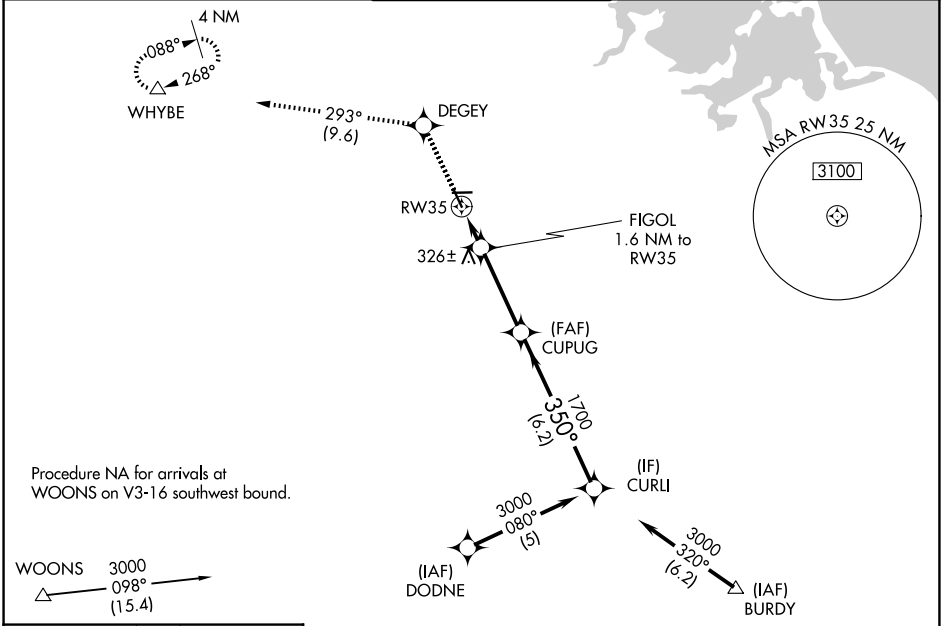 4 NM
088°
268°
WHYBE
293°
(9.6)
DEGEY
MSA RW35 25 NM
3100
RW35
FIGOL
1.6 NM to
RW35
326±
(FAF)
CUPUG
1700
350°
(6.2)
(IF)
CURLI
Procedure NA for arrivals at
WOONS on V3-16 southwest bound.
3000
080°
(5)
(IAF)
DODNE
3000
320°
(6.2)
(IAF)
BURDY
WOONS
3000
098°
(15.4)